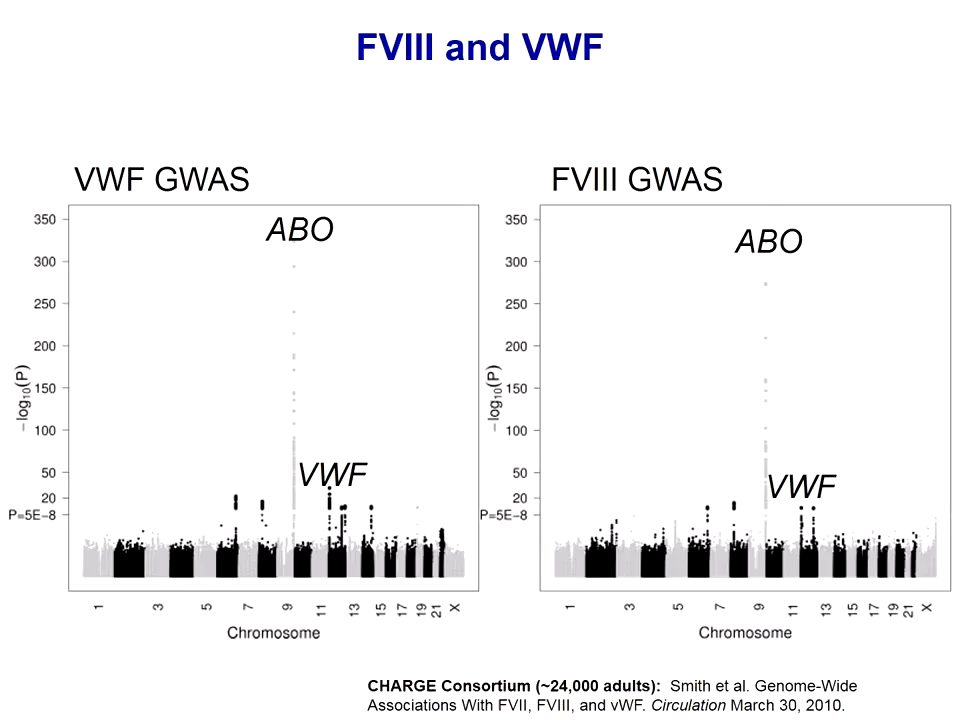 FVIII and VWF
VWF GWAS
350
300
250
200
150
100
50
20
P=5E−8
−log10(P)
ABO
VWF
1
3
5
7
9
11
13
15
17
19
21
X
Chromosome
FVIII GWAS
350
300
250
200
150
100
50
20
P=5E−8
−log10(P)
ABO
VWF
1
3
5
7
9
11
13
15
17
19
21
X
Chromosome
CHARGE Consortium (~24,000 adults): Smith et al. Genome-Wide
Associations With FVII, FVIII, and vWF. Circulation March 30, 2010.